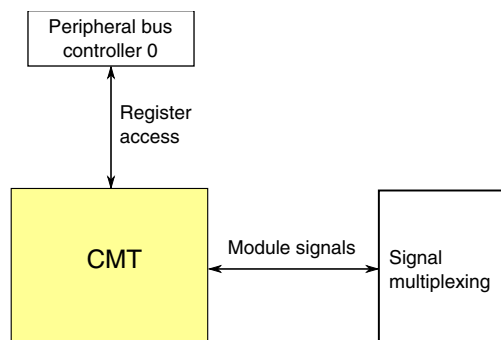 Peripheral bus
controller 0
Register
access
CMT
Module signals
Signal
multiplexing